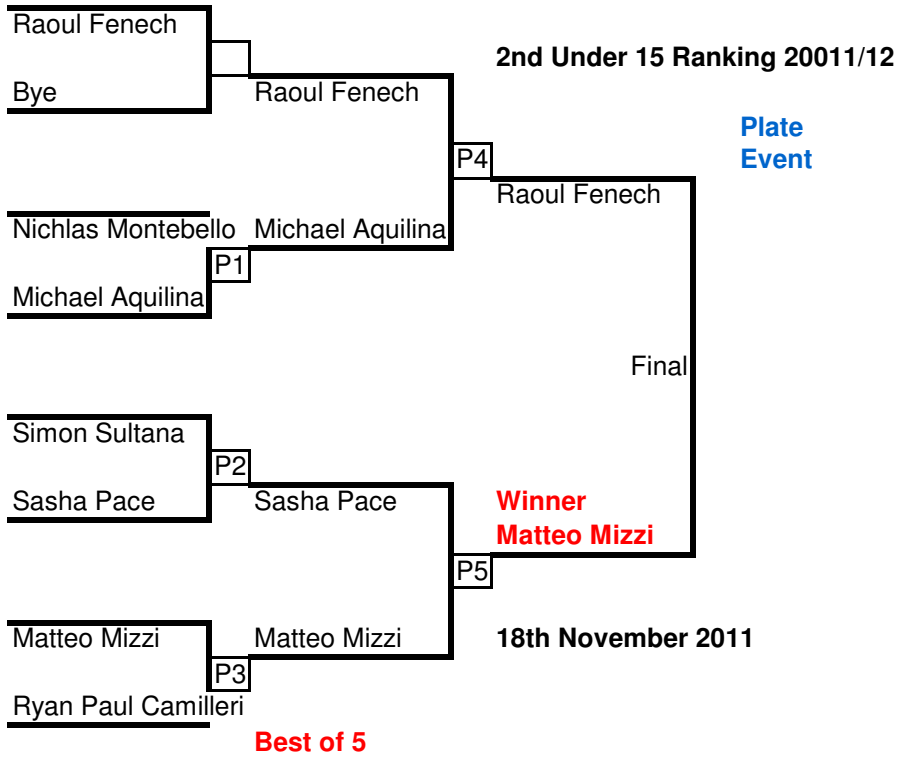 Raoul Fenech
2nd Under 15 Ranking 20011/12
Bye
Raoul Fenech
Plate
Event
P4
Raoul Fenech
Nichlas Montebello
Michael Aquilina
P1
Michael Aquilina
Final
Simon Sultana
P2
Sasha Pace
Sasha Pace
Winner
Matteo Mizzi
P5
Matteo Mizzi
Matteo Mizzi
18th November 2011
P3
Ryan Paul Camilleri
Best of 5